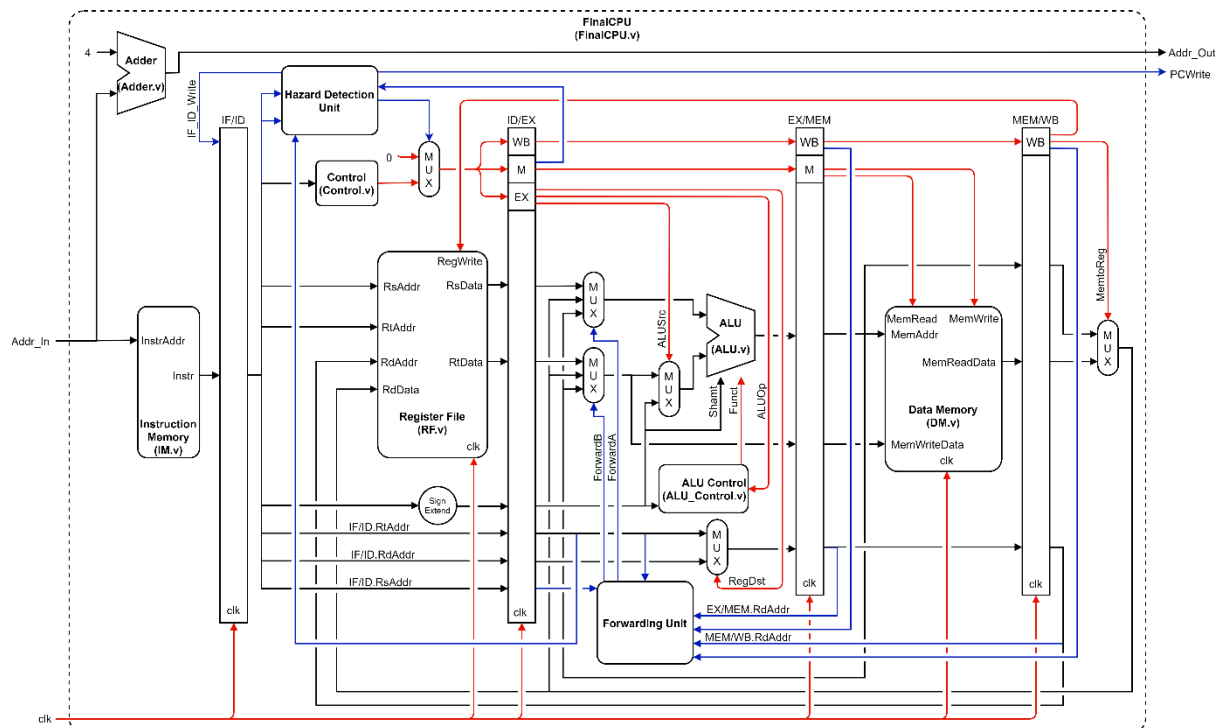 FinalCPU
(FinalCPU.v)
4
Adder
(Adder.v)
Addr_Out
PCWrite
IF_ID_Write
Hazard Detection
Unit
IF/ID
ID/EX
EX/MEM
MEM/WB
WB
WB
WB
0
M
U
X
M
M
Control
(Control.v)
EX
RegWrite
RsAddr
RsData
RtAddr
RtData
RdAddr
RdData
Register File
(RF.v)
clk
Addr_In
InstrAddr
Instr
Instruction
Memory
(IM.v)
M
U
X
M
U
X
ALUSrc
M
U
X
ALU
(ALU.v)
Shamt
Funct
ALUOp
MemRead
MemWrite
MemAddr
MemReadData
Data Memory
(DM.v)
MemWriteData
clk
MemtoReg
M
U
X
ForwardB
ForwardA
ALU Control
(ALU_Control.v)
Sign
Extend
IF/ID.RtAddr
IF/ID.RdAddr
IF/ID.RsAddr
M
U
X
RegDst
clk
clk
clk
clk
Forwarding Unit
EX/MEM.RdAddr
MEM/WB.RdAddr
clk